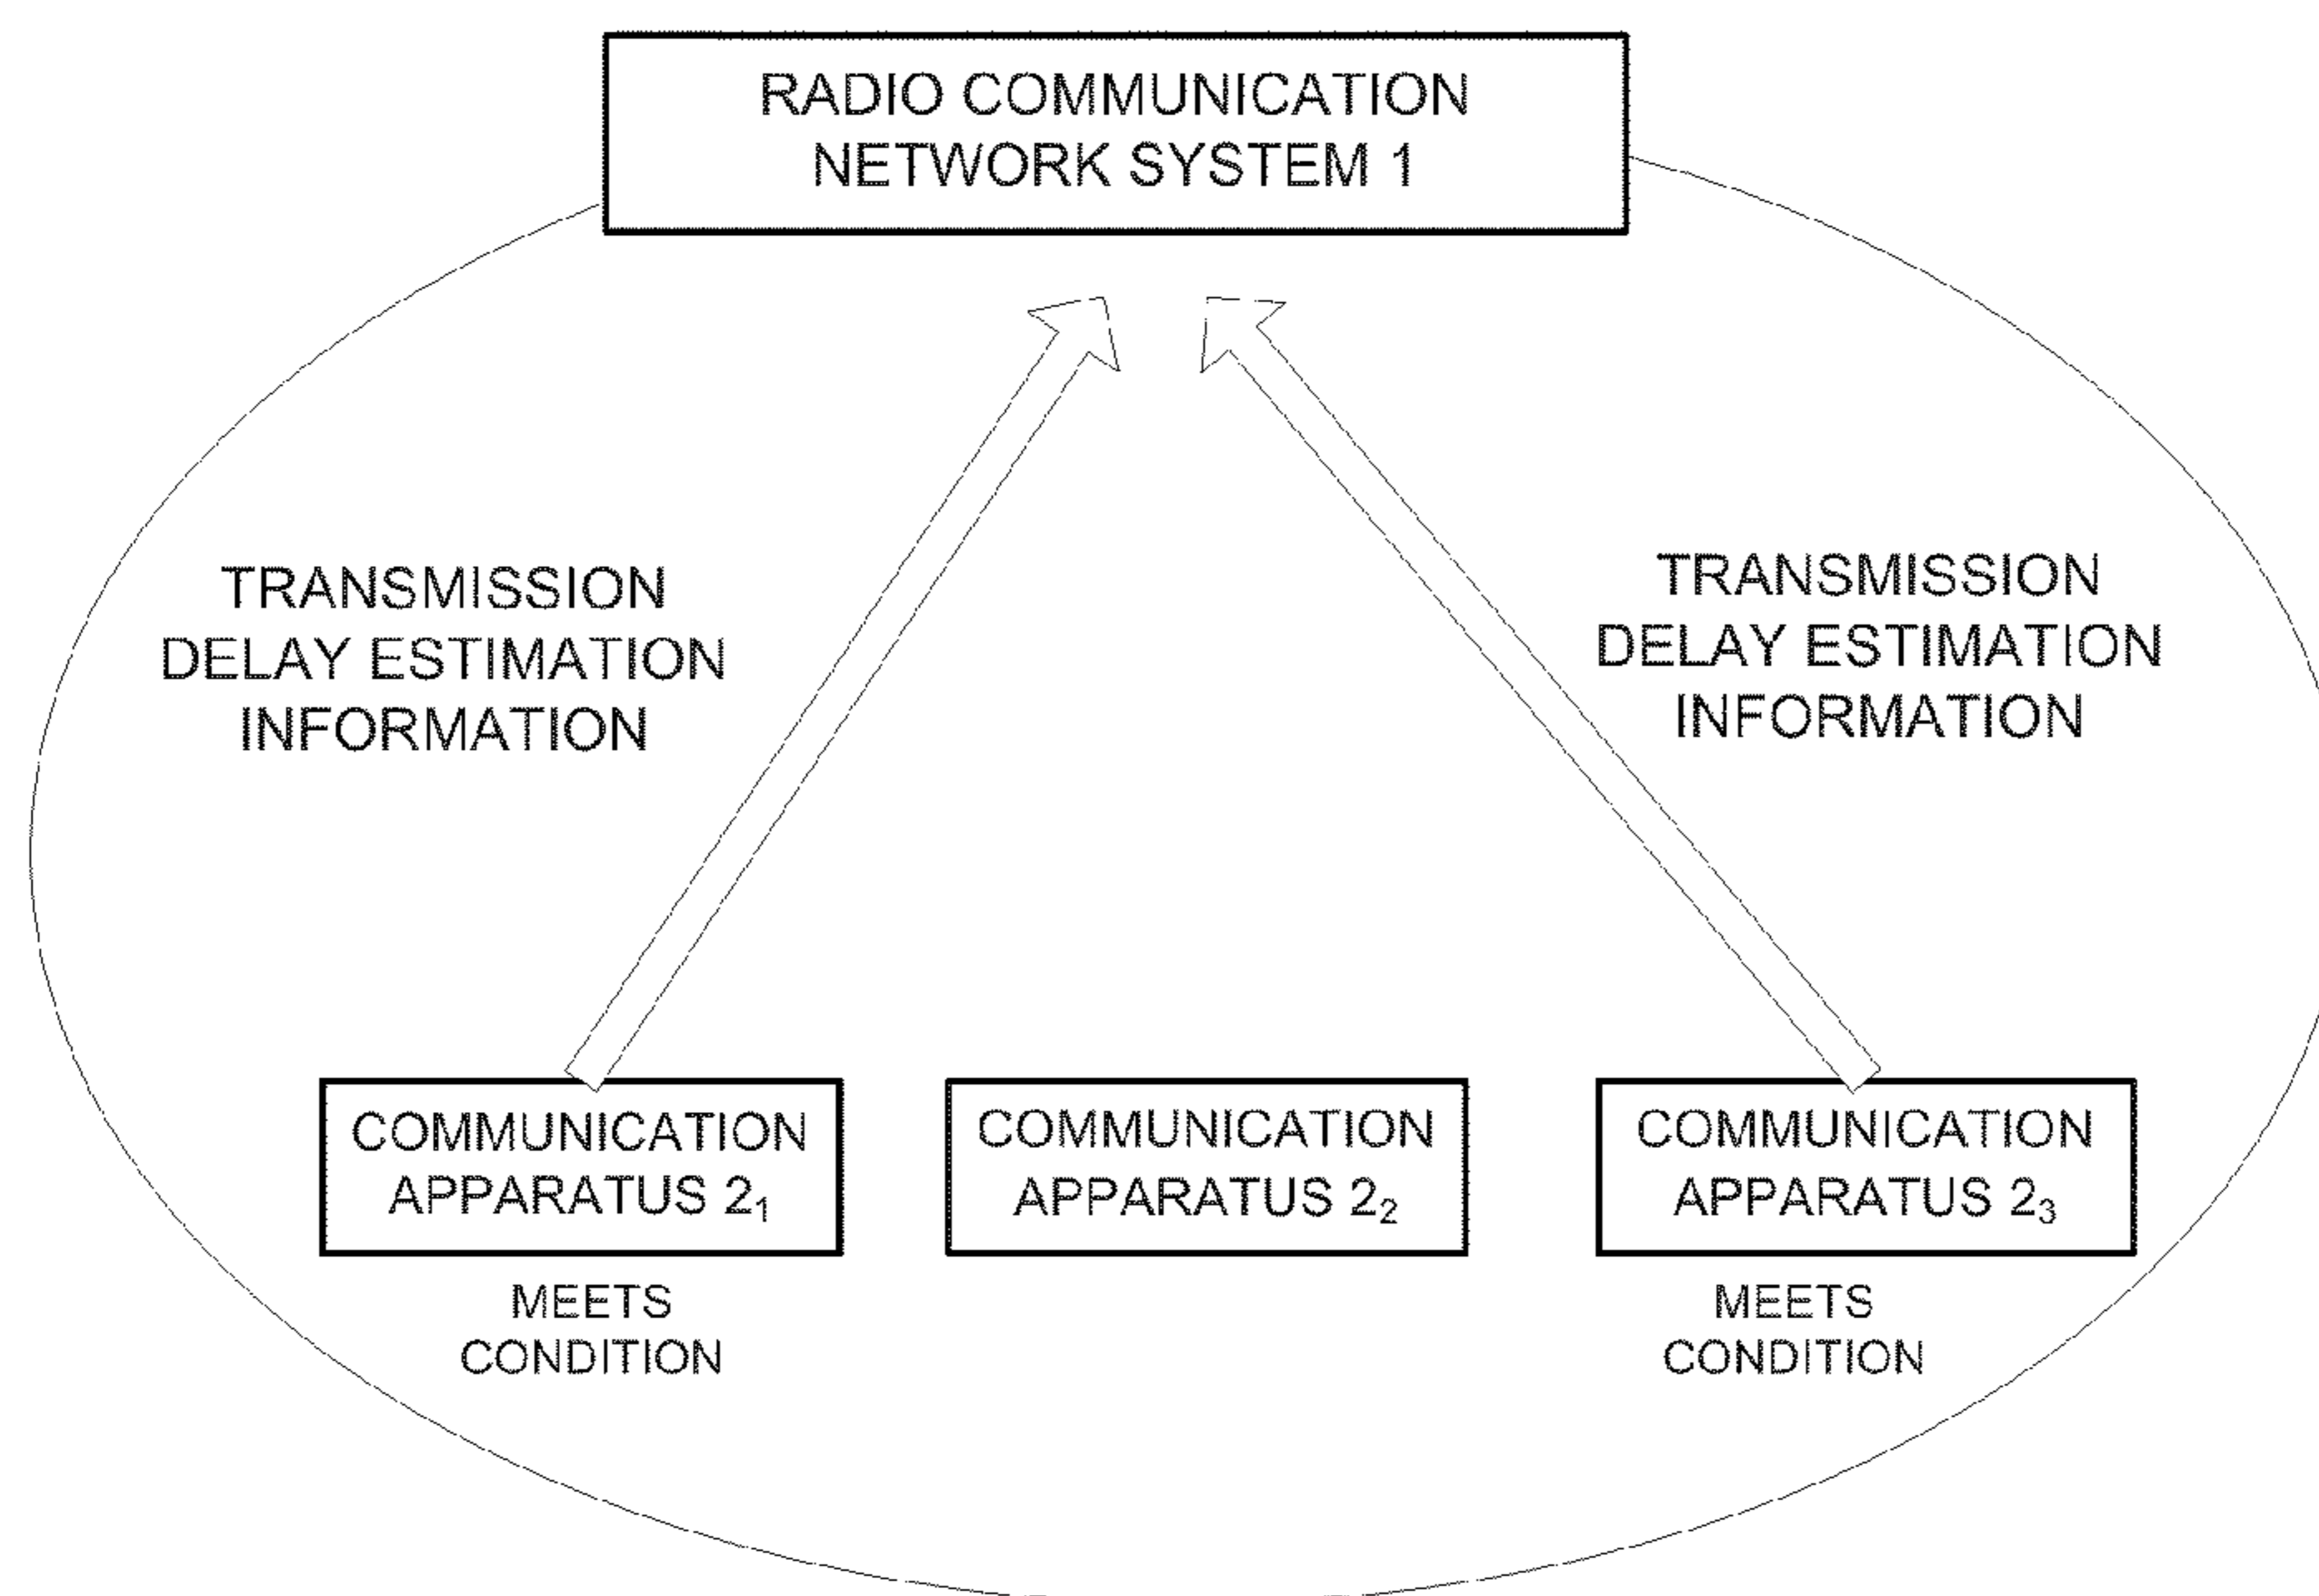 RADIO COMMUNICATION
NETWORK SYSTEM 1
TRANSMISSION
DELAY ESTIMATION
INFORMATION
TRANSMISSION
DELAY ESTIMATION
INFORMATION
COMMUNICATION
APPARATUS 2₁
MEETS
CONDITION
COMMUNICATION
APPARATUS 2₂
COMMUNICATION
APPARATUS 2₃
MEETS
CONDITION